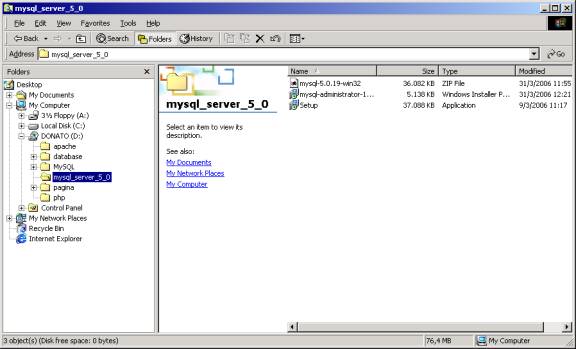 mysql_server_5_0
File Edit View Favorites Tools Help
Back Search Folders History
Address mysql_server_5_0 Go
Folders
Desktop
My Documents
My Computer
3½ Floppy (A:)
Local Disk (C:)
DONATO (D:)
apache
database
MySQL
mysql_server_5_0
pagina
php
Control Panel
My Network Places
Recycle Bin
Internet Explorer
mysql_server_5_0
Select an item to view its
description.
See also:
My Documents
My Network Places
My Computer
Name Size Type Modified
mysql-5.0.19-win32 36.082 KB ZIP File 31/3/2006 11:55
mysql-administrator-1... 5.138 KB Windows Installer P... 31/3/2006 12:21
Setup 37.088 KB Application 9/3/2006 11:17
3 object(s) (Disk free space: 0 bytes) 76,4 MB My Computer